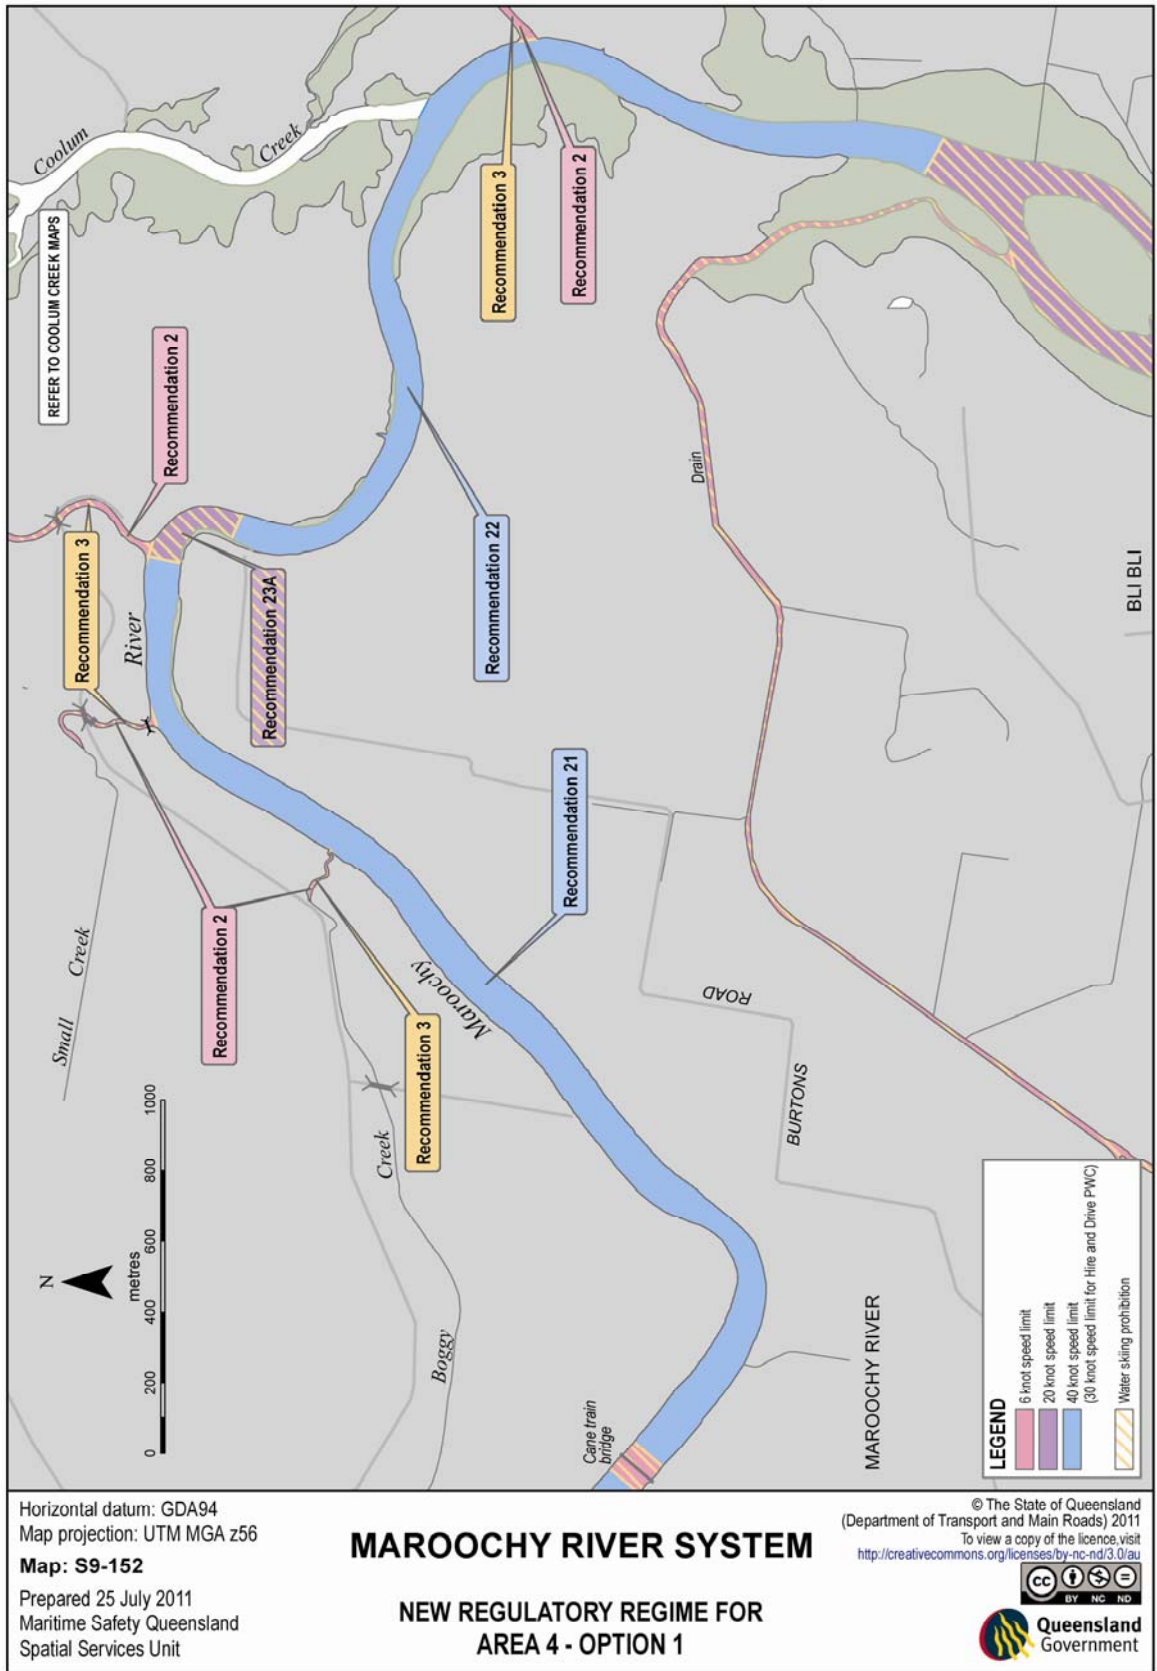 Coolum
Creek
REFER TO COOLUM CREEK MAPS
Recommendation 3
Recommendation 2
Recommendation 2
Recommendation 3
River
Recommendation 23A
Recommendation 22
Drain
BLI BLI
Recommendation 21
Small
Creek
Recommendation 2
Recommendation 3
Maroochy
ROAD
BURTONS
Creek
Boggy
N
metres
0 200 400 600 800 1000
Cane train
bridge
MAROOCHY RIVER
LEGEND
6 knot speed limit
20 knot speed limit
40 knot speed limit
(30 knot speed limit for Hire and Drive PWC)
Water skiing prohibition
Horizontal datum: GDA94
Map projection: UTM MGA z56
Map: S9-152
Prepared 25 July 2011
Maritime Safety Queensland
Spatial Services Unit
MAROOCHY RIVER SYSTEM
NEW REGULATORY REGIME FOR
AREA 4 - OPTION 1
© The State of Queensland
(Department of Transport and Main Roads) 2011
To view a copy of the licence,visit
http://creativecommons.org/licenses/by-nc-nd/3.0/au
cc
BY NC ND
Queensland
Government